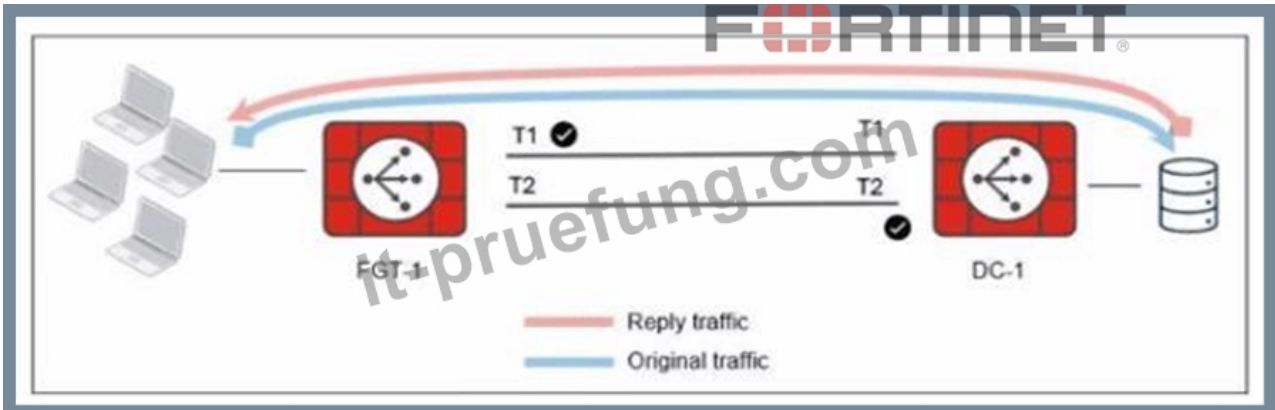 FORTINET®
T1 T1
T2 T2
FGT-1 DC-1
it-pruefung.com
Reply traffic
Original traffic